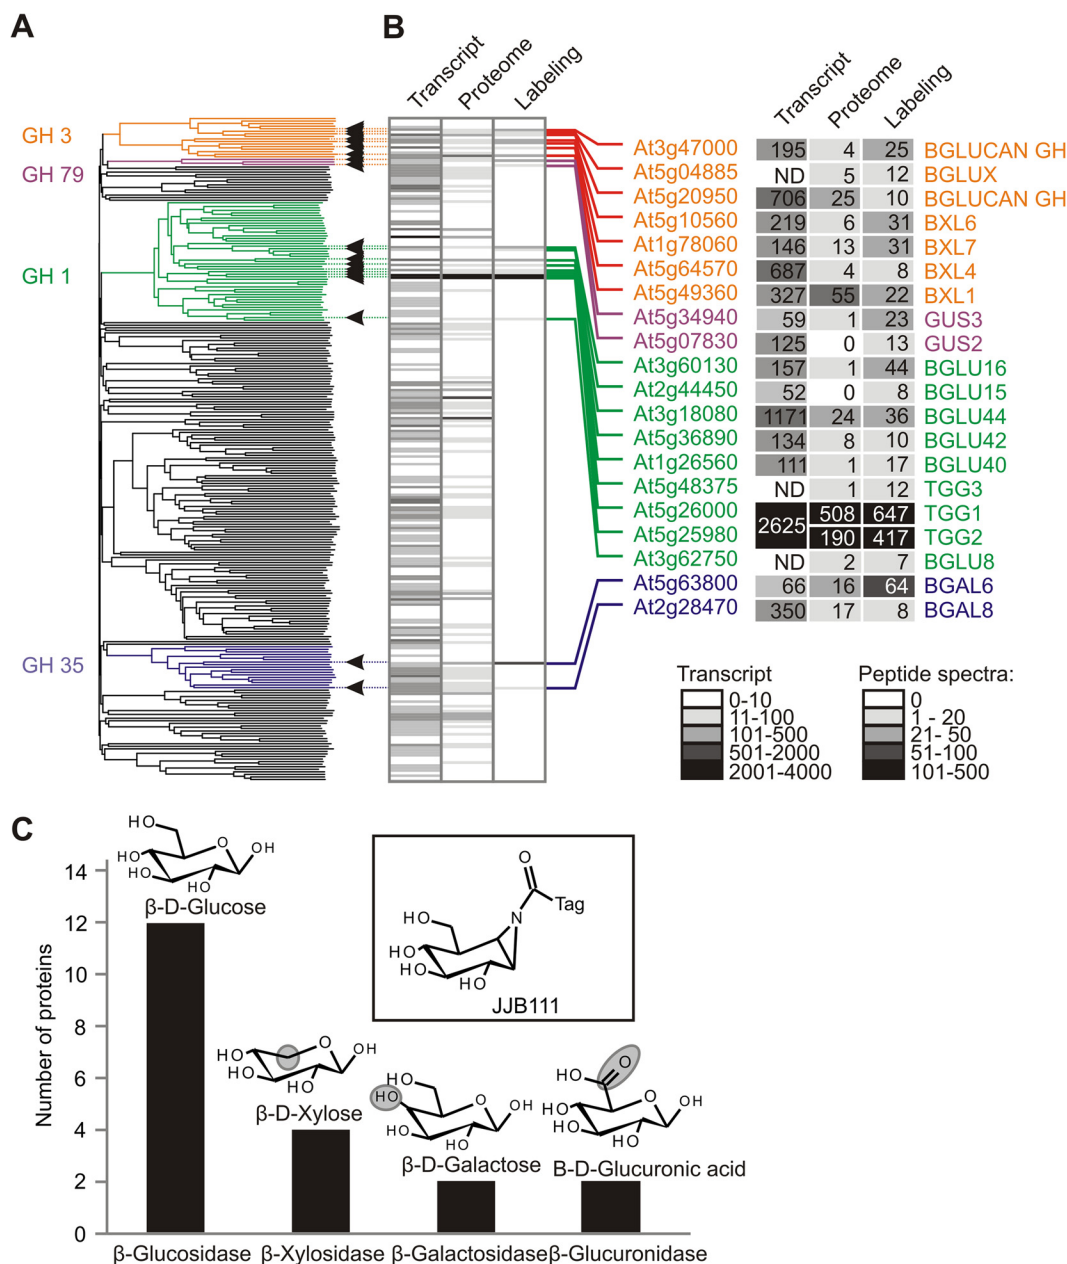 A
B
Transcript Proteome Labeling
Transcript Proteome Labeling
GH 3
GH 79
GH 1
GH 35
At3g47000 195 4 25 BGLUCAN GH
At5g04885 ND 5 12 BGLUX
At5g20950 706 25 10 BGLUCAN GH
At5g10560 219 6 31 BXL6
At1g78060 146 13 31 BXL7
At5g64570 687 4 8 BXL4
At5g49360 327 55 22 BXL1
At5g34940 59 1 23 GUS3
At5g07830 125 0 13 GUS2
At3g60130 157 1 44 BGLU16
At2g44450 52 0 8 BGLU15
At3g18080 1171 24 36 BGLU44
At5g36890 134 8 10 BGLU42
At1g26560 111 1 17 BGLU40
At5g48375 ND 1 12 TGG3
At5g26000 2625 508 647 TGG1
At5g25980 190 417 TGG2
At3g62750 ND 2 7 BGLU8
At5g63800 66 16 64 BGAL6
At2g28470 350 17 8 BGAL8
Transcript
0-10
11-100
101-500
501-2000
2001-4000
Peptide spectra:
0
1 - 20
21- 50
51-100
101-500
C
Number of proteins
14
12
10
8
6
4
2
0
HO
O
OH
HO
HO
HO
β-D-Glucose
O
Tag
N
HO
HO
HO
HO
JJB111
HO
O
OH
HO
HO
β-D-Xylose
HO
HO
O
OH
HO
HO
β-D-Galactose
HO
O
O
OH
HO
HO
HO
B-D-Glucuronic acid
β-Glucosidase β-Xylosidase β-Galactosidase β-Glucuronidase